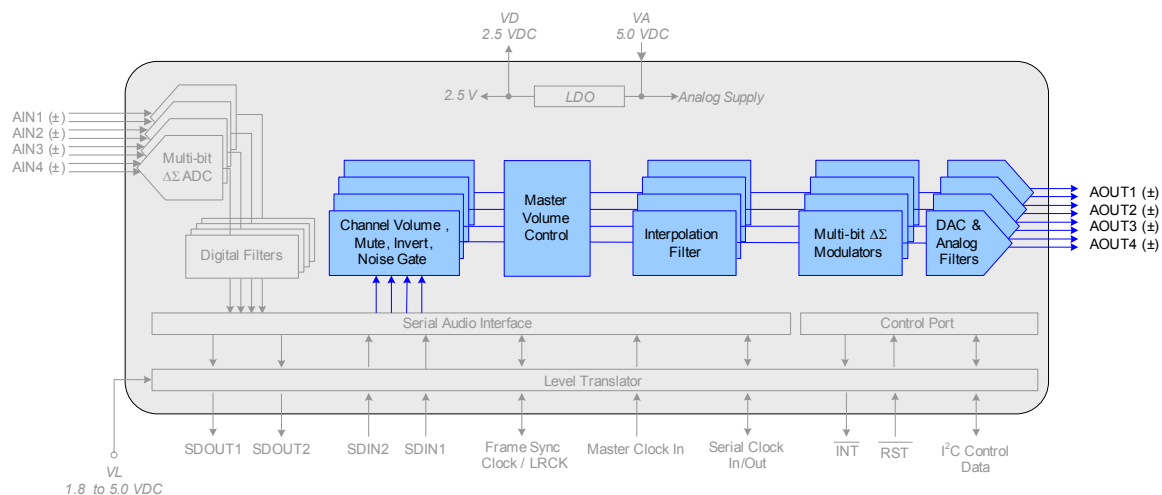 VD
2.5 VDC
VA
5.0 VDC
2.5 V
LDO
Analog Supply
AIN1 (±)
AIN2 (±)
AIN3 (±)
AIN4 (±)
Multi-bit
ΔΣ ADC
Digital Filters
Channel Volume ,
Mute, Invert,
Noise Gate
Master
Volume
Control
Interpolation
Filter
Multi-bit ΔΣ
Modulators
DAC &
Analog
Filters
AOUT1 (±)
AOUT2 (±)
AOUT3 (±)
AOUT4 (±)
Serial Audio Interface
Control Port
Level Translator
SDOUT1
SDOUT2
SDIN2
SDIN1
Frame Sync
Clock / LRCK
Master Clock In
Serial Clock
In/Out
INT
RST
I²C Control
Data
VL
1.8 to 5.0 VDC